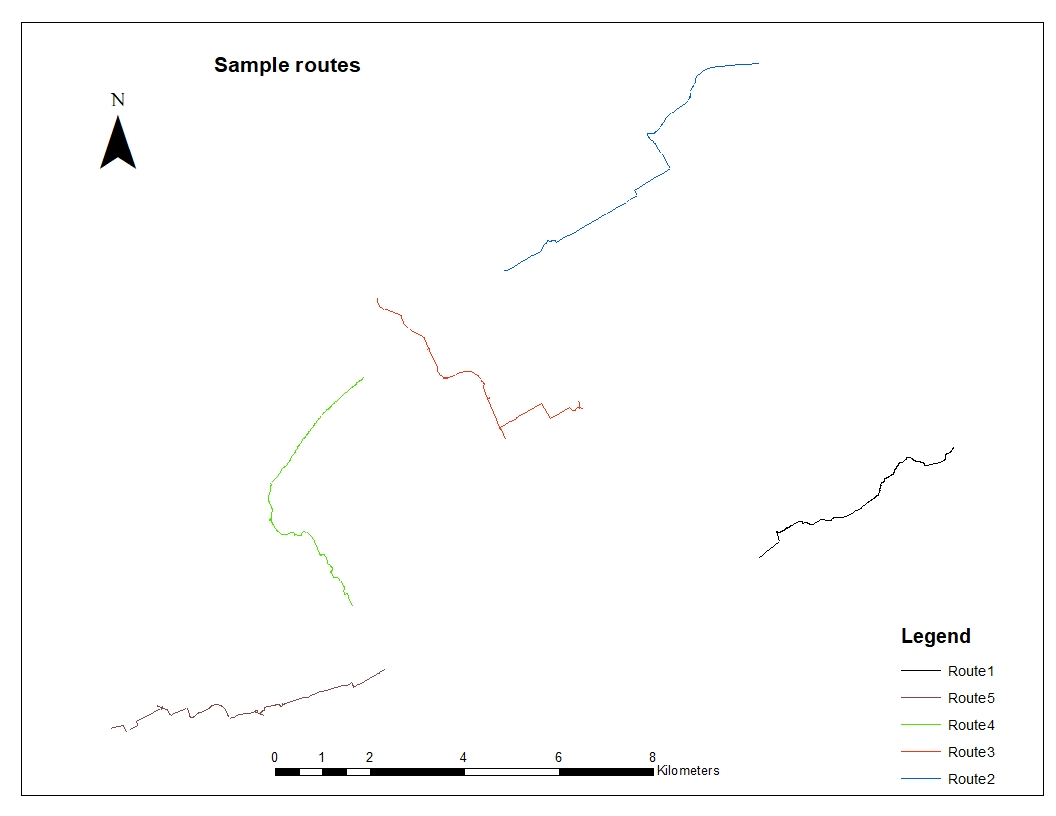 Sample routes
N
Legend
Route1
Route5
Route4
Route3
Route2
0 1 2 4 6 8
Kilometers